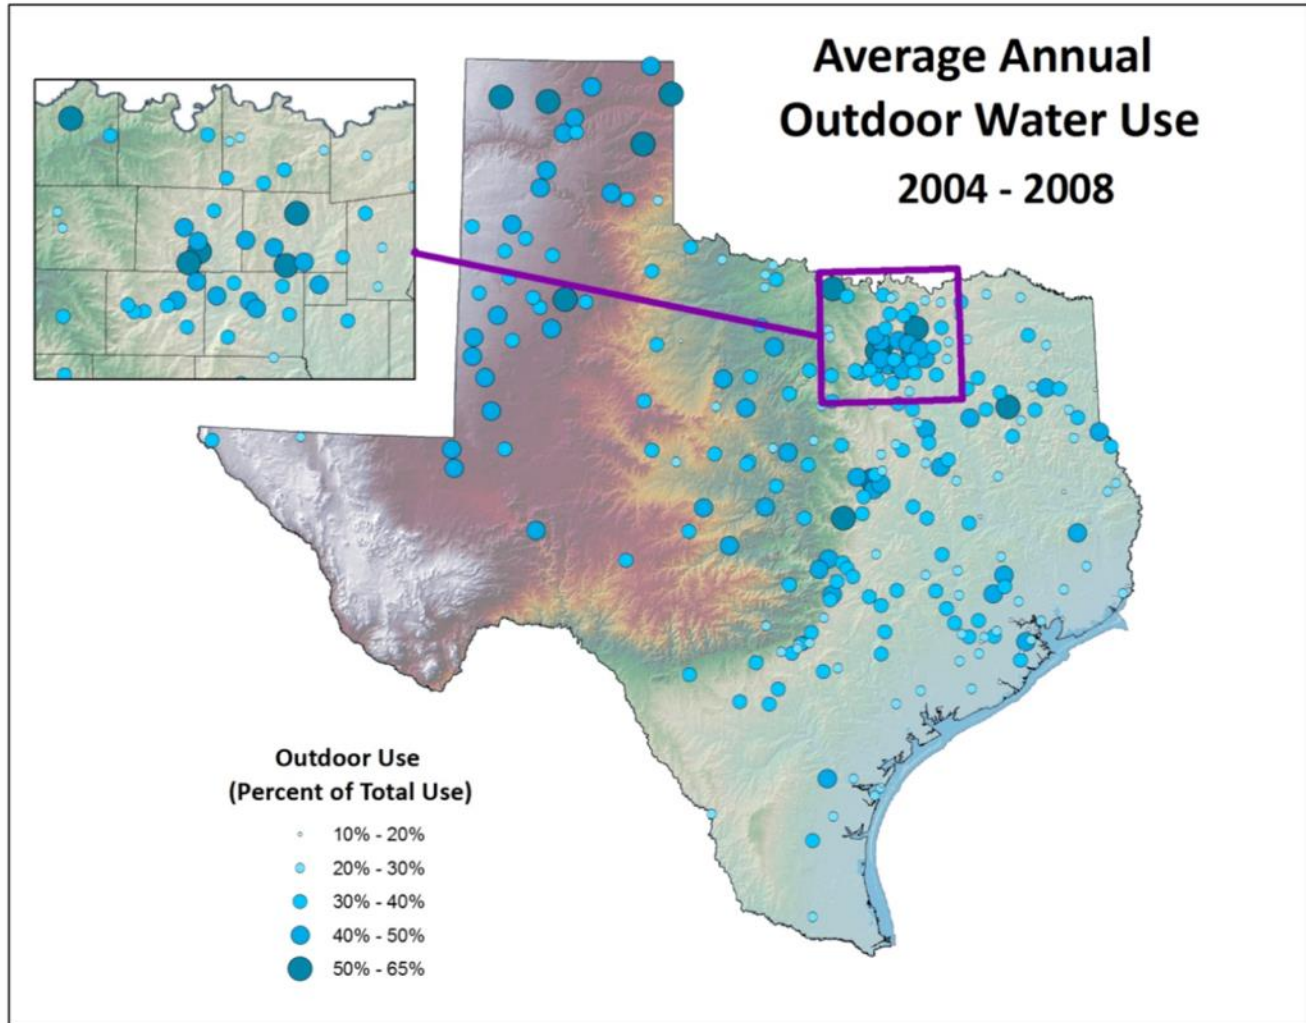 Average Annual
Outdoor Water Use
2004 - 2008
Outdoor Use
(Percent of Total Use)
10% - 20%
20% - 30%
30% - 40%
40% - 50%
50% - 65%